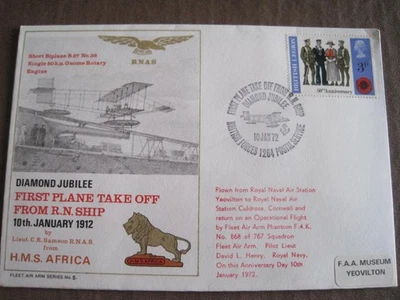 Short Biplane S.27 No.38
Single 50 h.p. Gnome Rotary
Engine
RNAS
BRITISH LEGION
3p
50th Anniversary
FIRST PLANE TAKE OFF FROM R.N. SHIP
DIAMOND JUBILEE
10 JAN 72
BRITISH FORCES 1264 POSTAL SERVICE
DIAMOND JUBILEE
FIRST PLANE TAKE OFF
FROM R.N. SHIP
10th. JANUARY 1912
by
Lieut C.R. Samson R.N.A.S.
from
H.M.S. AFRICA
FLEET AIR ARM SERIES No.
Flown from Royal Naval Air Station
Yeovilton to Royal Naval Air
Station Culdrose, Cornwall and
return on an Operational Flight
by Fleet Air Arm Phantom F.4.K.
No. 868 of 767 Squadron
Fleet Air Arm. Pilot Lieut
David L. Henry, Royal Navy.
On this Anniversary Day 10th
January 1972.
F.A.A. MUSEUM
YEOVILTON